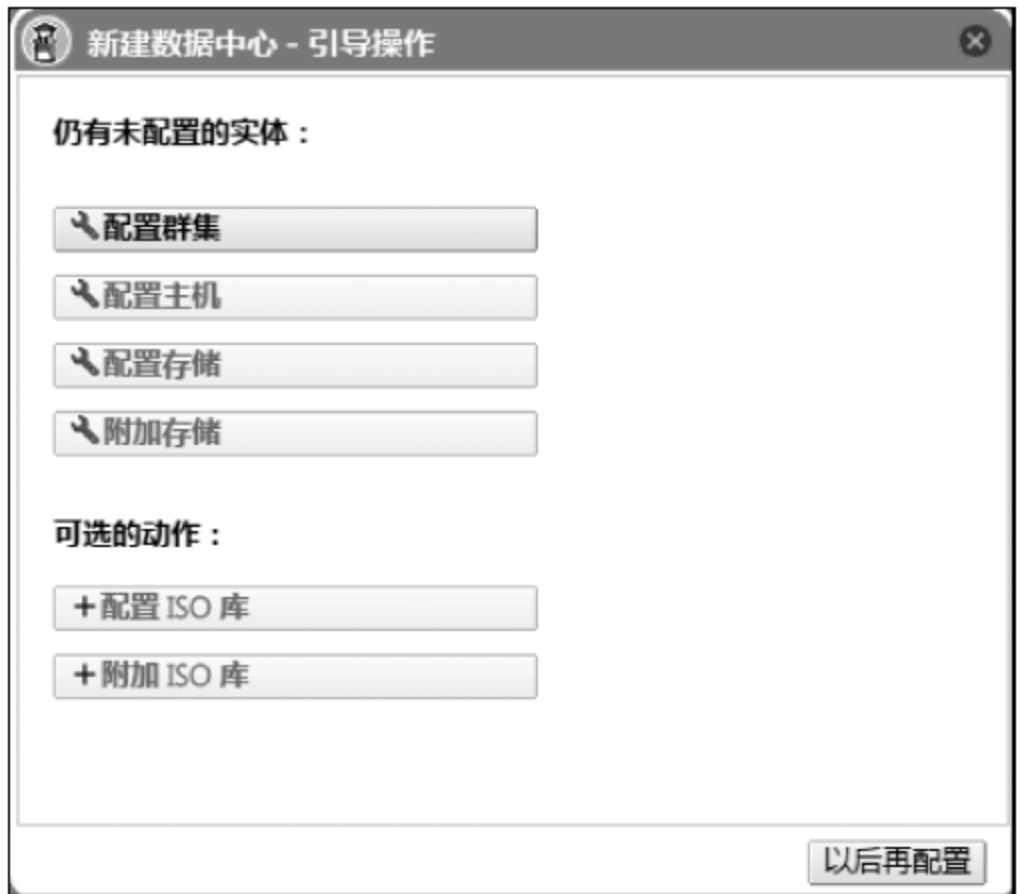 新建数据中心 - 引导操作
仍有未配置的实体：
配置群集
配置主机
配置存储
附加存储
可选的动作：
配置 ISO 库
附加 ISO 库
以后再配置